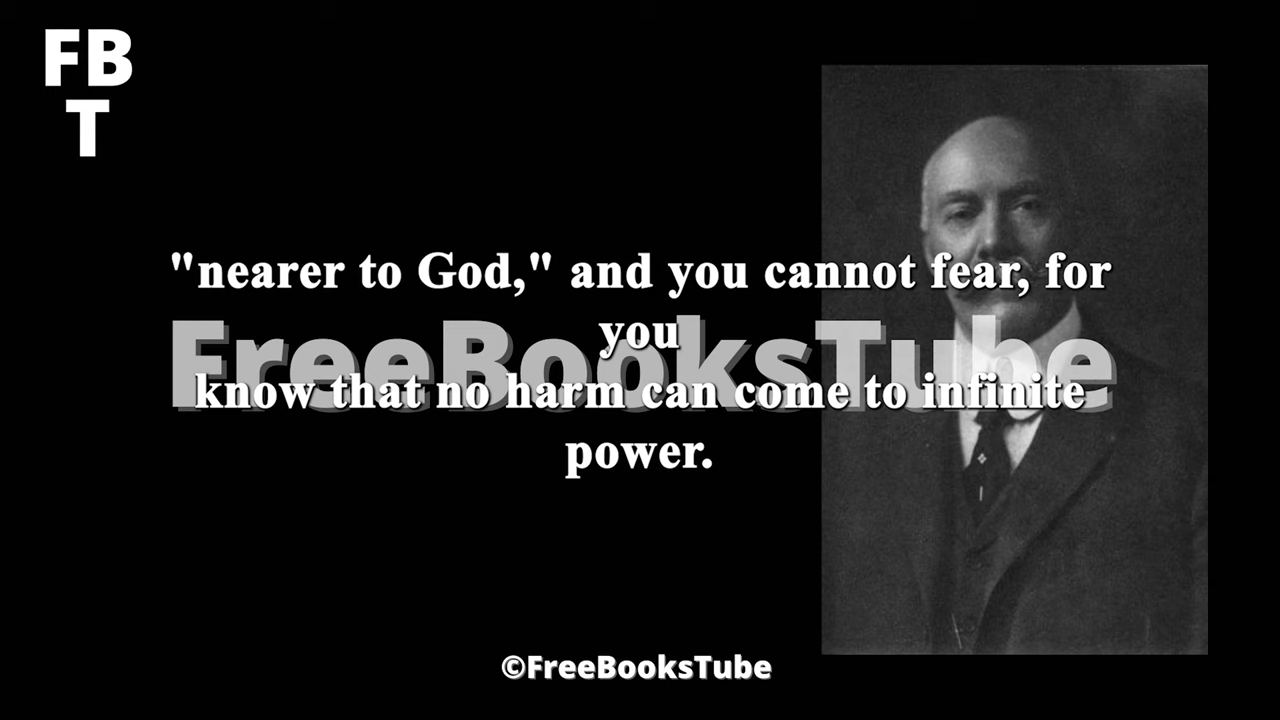 FB
T
"nearer to God," and you cannot fear, for
you
FreeBooksTube
know that no harm can come to infinite
power.
©FreeBooksTube